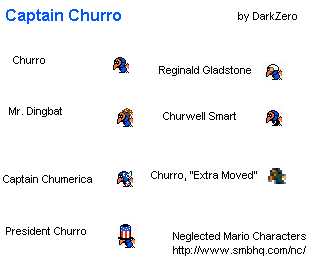 Captain Churro
by DarkZero
Churro
Reginald Gladstone
Mr. Dingbat
Churwell Smart
Captain Chumerica
Churro, "Extra Moved"
President Churro
Neglected Mario Characters
http://www.smbhq.com/nc/